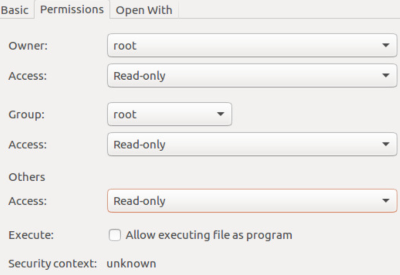 Basic Permissions Open With
Owner: root
Access: Read-only
Group: root
Access: Read-only
Others
Access: Read-only
Execute: Allow executing file as program
Security context: unknown